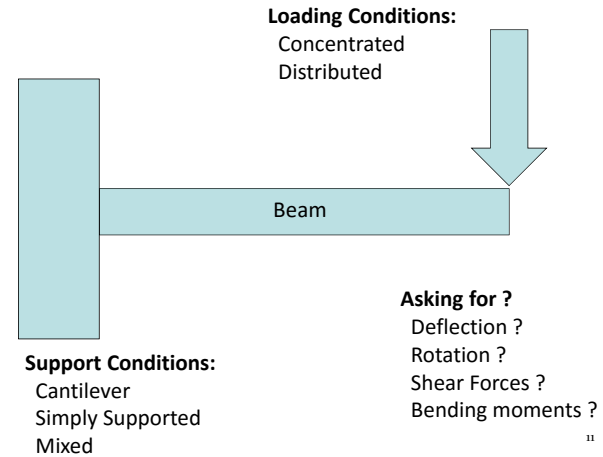 Loading Conditions:
Concentrated
Distributed
Beam
Asking for ?
Deflection ?
Rotation ?
Shear Forces ?
Bending moments ?
Support Conditions:
Cantilever
Simply Supported
Mixed
11